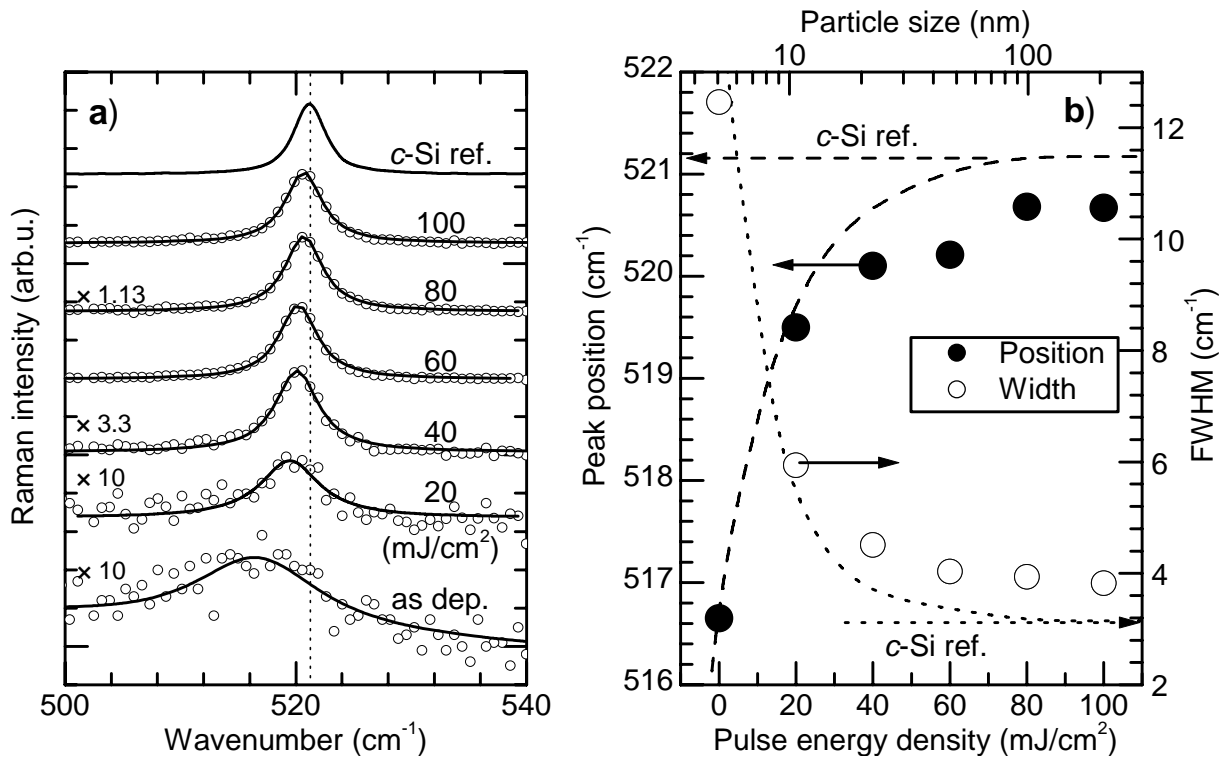 a)
c-Si ref.
100
× 1.13
80
60
× 3.3
40
× 10
20
(mJ/cm²)
× 10
as dep.
Raman intensity (arb.u.)
500
520
540
Wavenumber (cm⁻¹)
Particle size (nm)
10
100
b)
522
521
520
519
518
517
516
Peak position (cm⁻¹)
c-Si ref.
Position
Width
c-Si ref.
12
10
8
6
4
2
FWHM (cm⁻¹)
0 20 40 60 80 100
Pulse energy density (mJ/cm²)